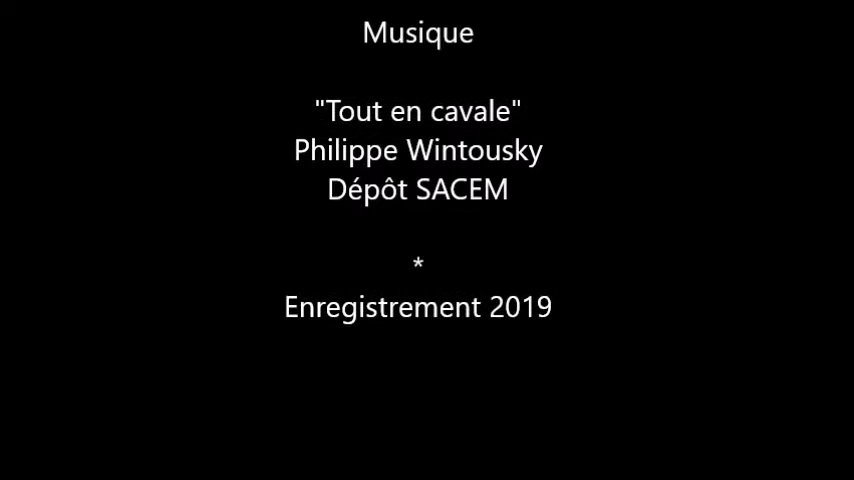 Musique
"Tout en cavale"
Philippe Wintousky
Dépôt SACEM
*
Enregistrement 2019